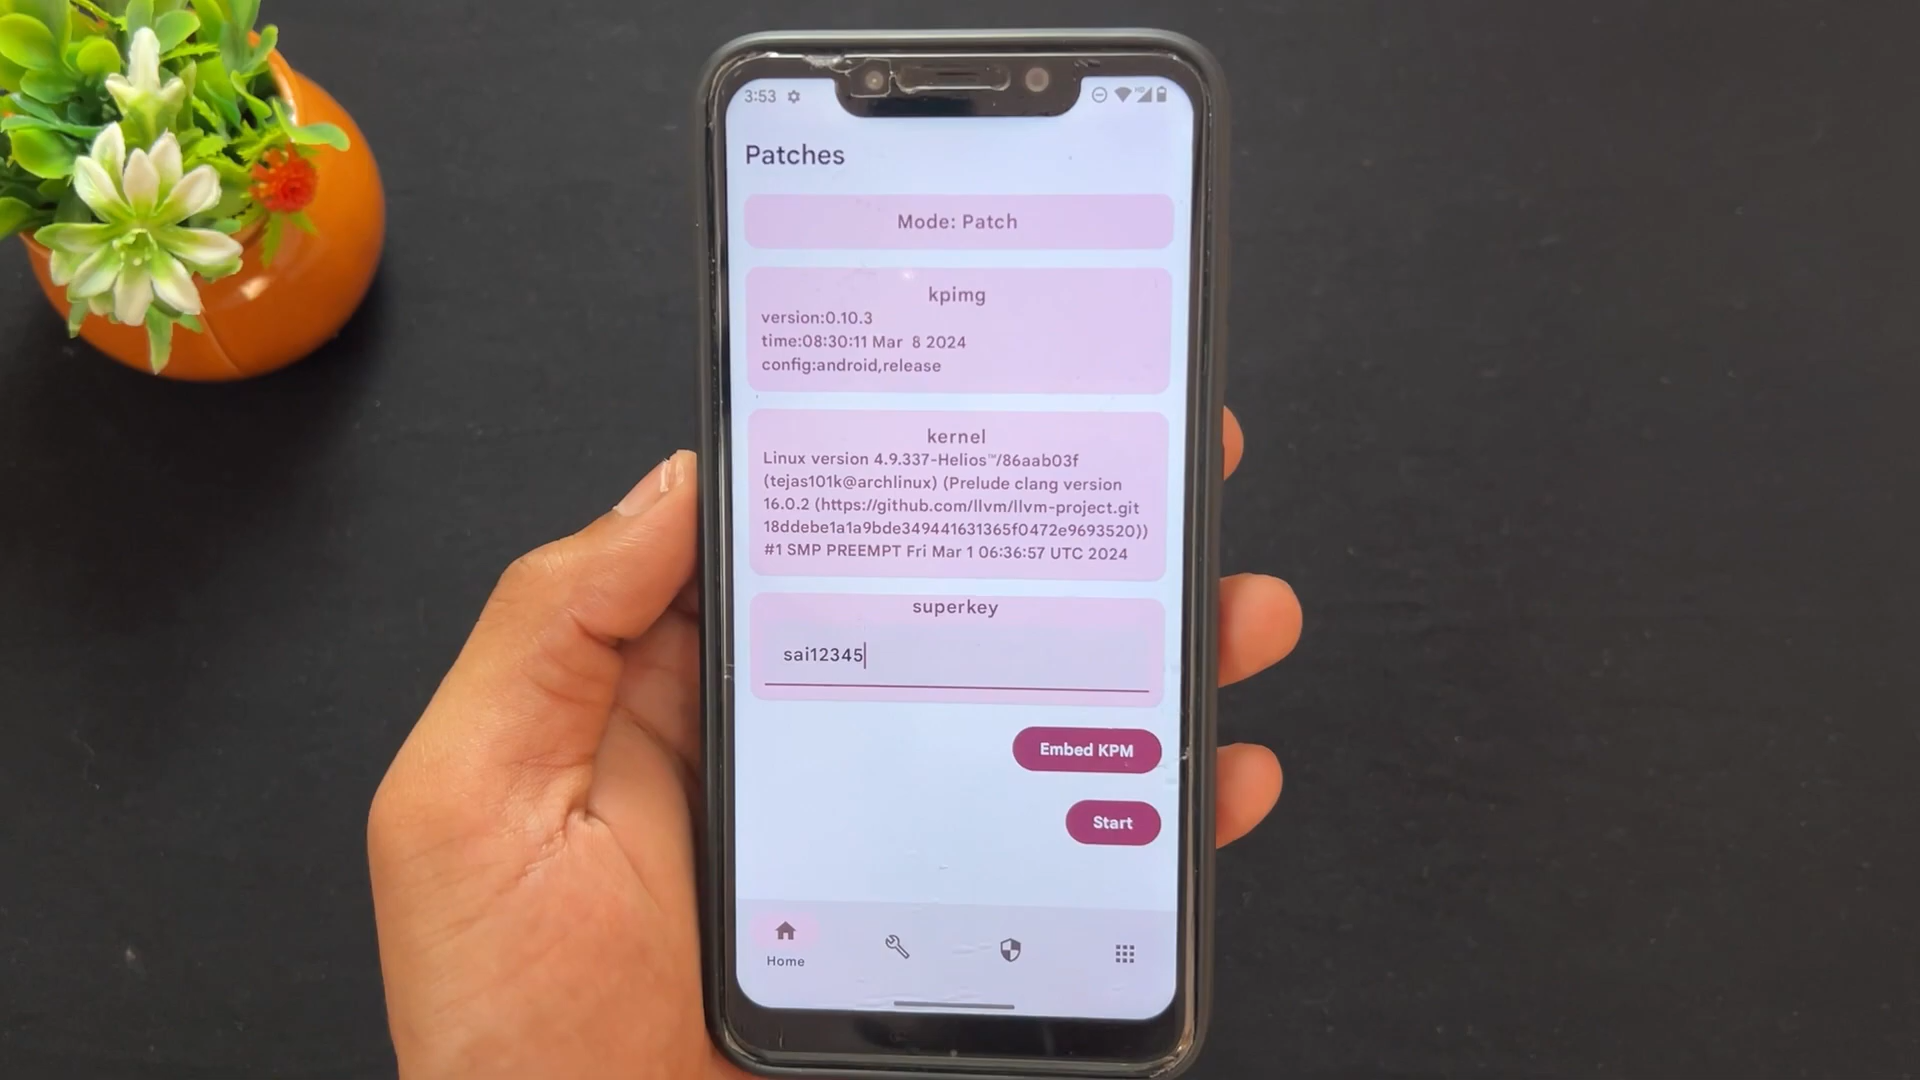 3:53
Patches
Mode: Patch
kpimg
version:0.10.3
time:08:30:11 Mar  8 2024
config:android,release
kernel
Linux version 4.9.337-Helios™/86aab03f
(tejas101k@archlinux) (Prelude clang version
16.0.2 (https://github.com/llvm/llvm-project.git
18ddebe1a1a9bde349441631365f0472e9693520))
#1 SMP PREEMPT Fri Mar 1 06:36:57 UTC 2024
superkey
sai12345
Embed KPM
Start
Home